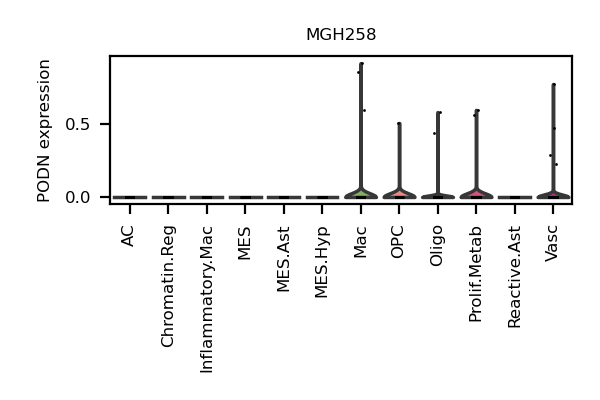 MGH258
PODN expression
0.5
0.0
AC
Chromatin.Reg
Inflammatory.Mac
MES
MES.Ast
MES.Hyp
Mac
OPC
Oligo
Prolif.Metab
Reactive.Ast
Vasc